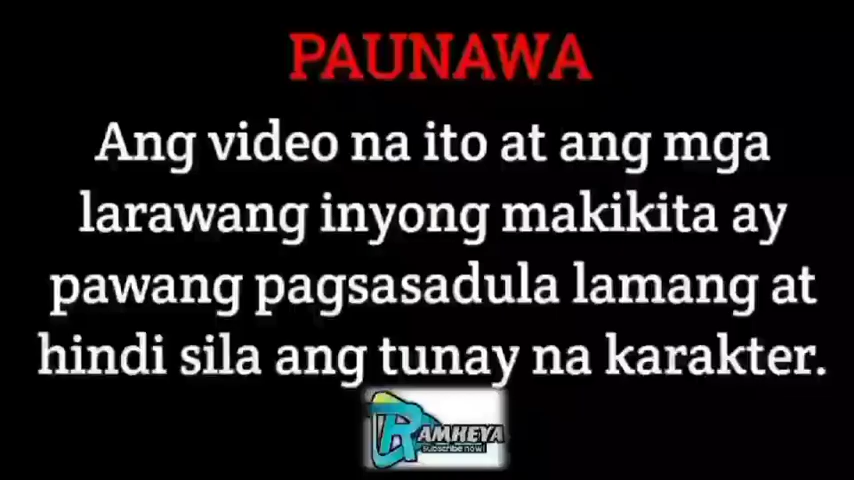 PAUNAWA
Ang video na ito at ang mga
larawang inyong makikita ay
pawang pagsasadula lamang at
hindi sila ang tunay na karakter.
RAMHEYA
Subscribe now!